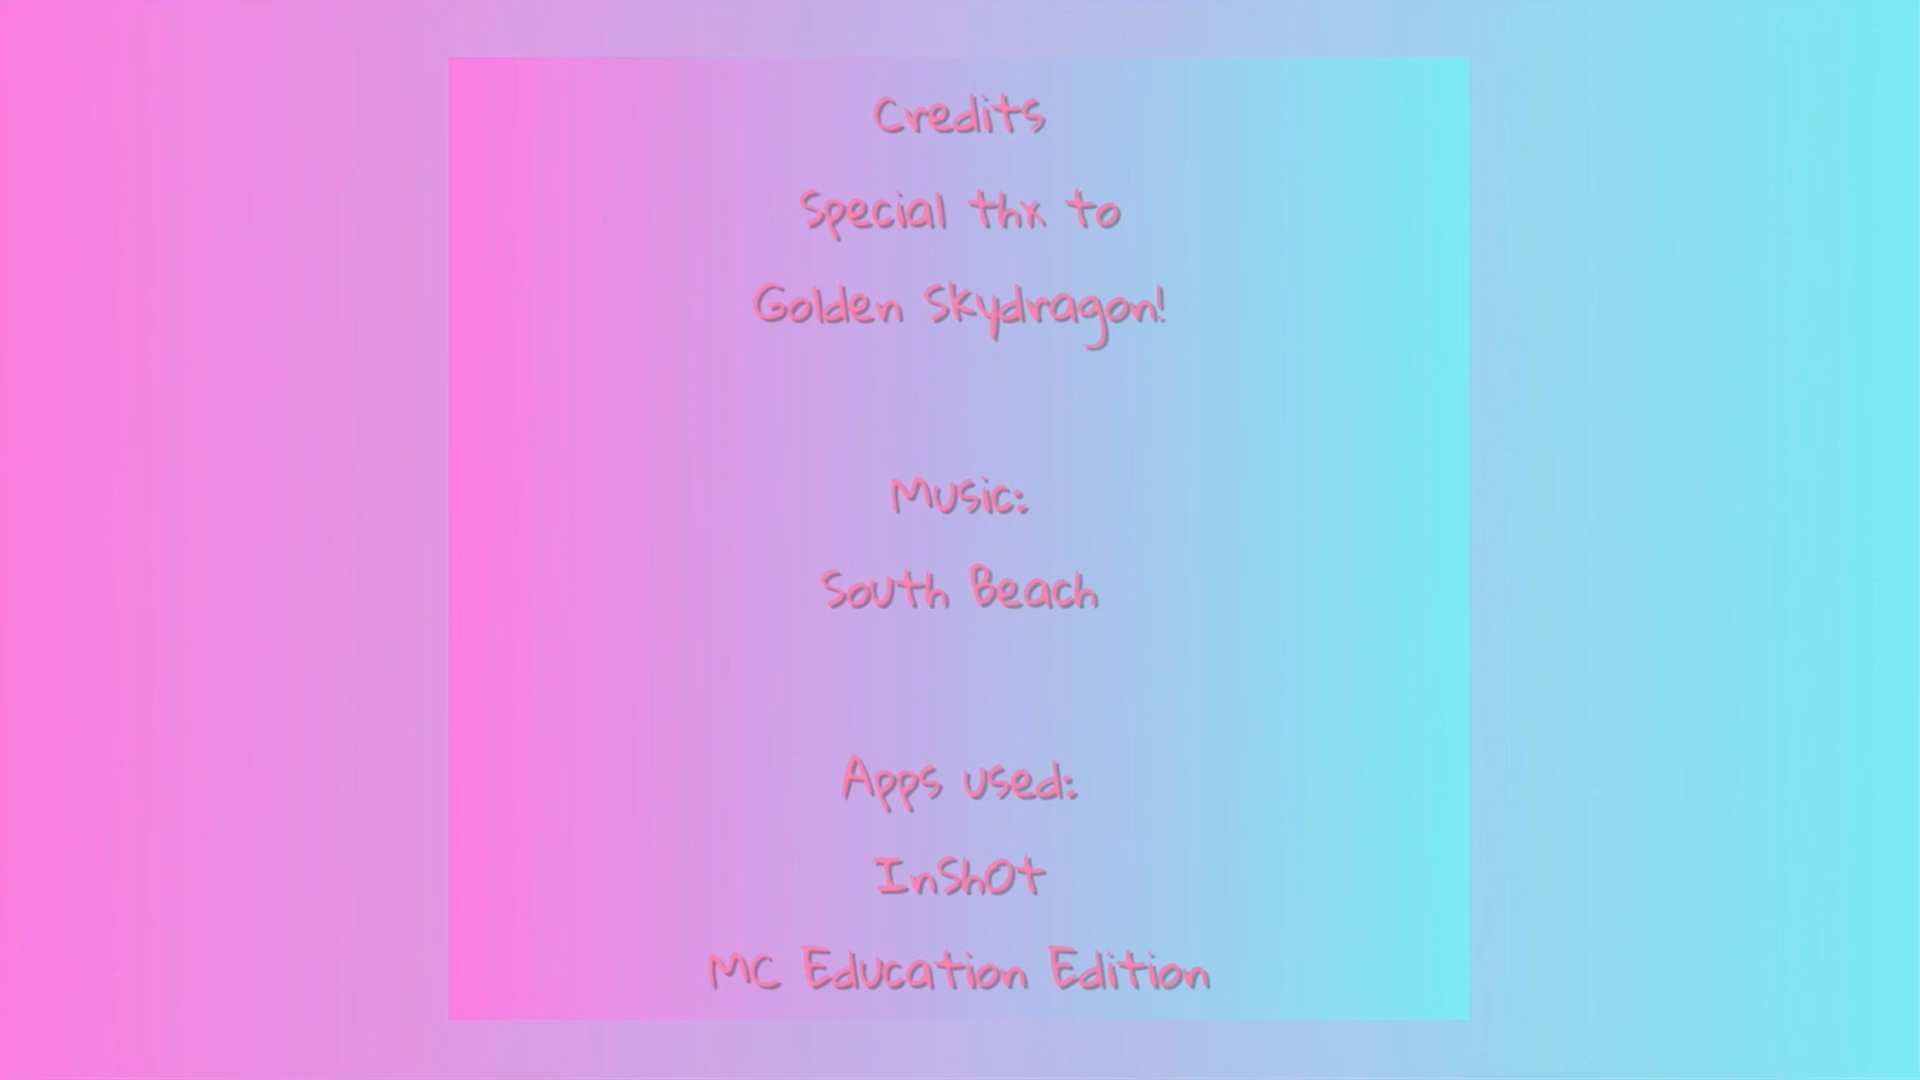 Credits
Special thx to
Golden Skydragon!
Music:
South Beach
Apps used:
InShOt
MC Education Edition